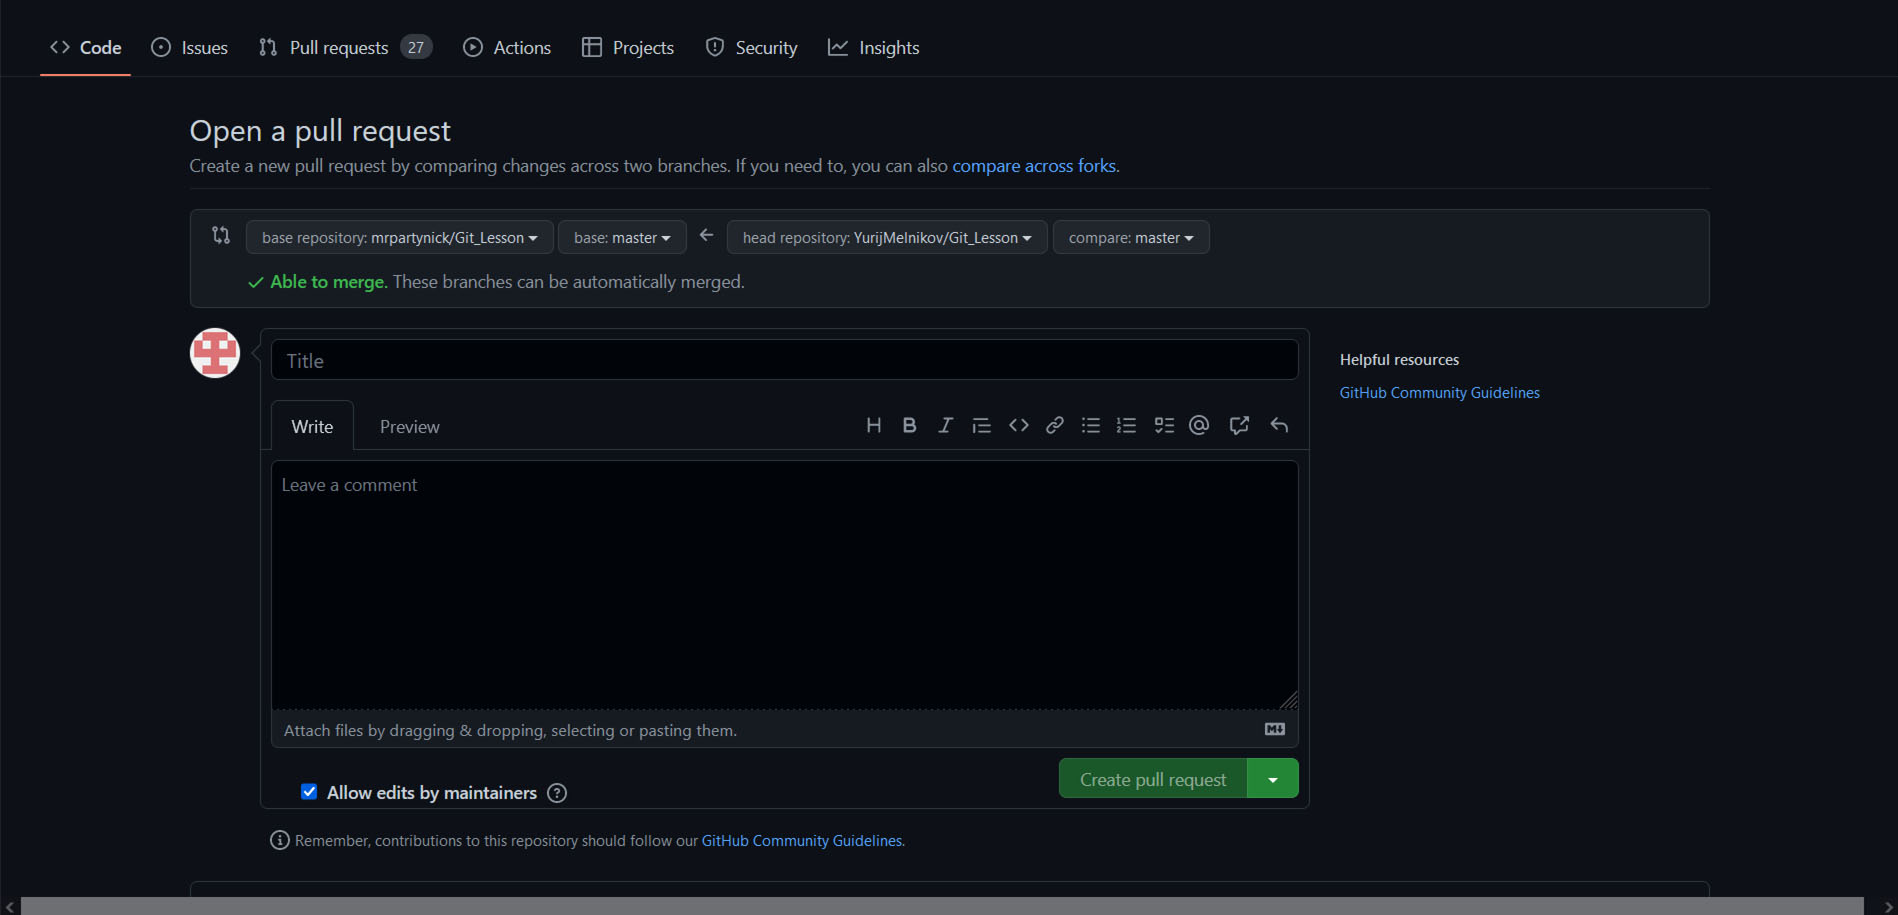 Code Issues Pull requests 27 Actions Projects Security Insights
Open a pull request
Create a new pull request by comparing changes across two branches. If you need to, you can also compare across forks.
base repository: mrpartynick/Git_Lesson base: master head repository: YurijMelnikov/Git_Lesson compare: master
Able to merge. These branches can be automatically merged.
Title
Helpful resources
GitHub Community Guidelines
Write Preview
Leave a comment
Attach files by dragging & dropping, selecting or pasting them.
Allow edits by maintainers
Create pull request
Remember, contributions to this repository should follow our GitHub Community Guidelines.